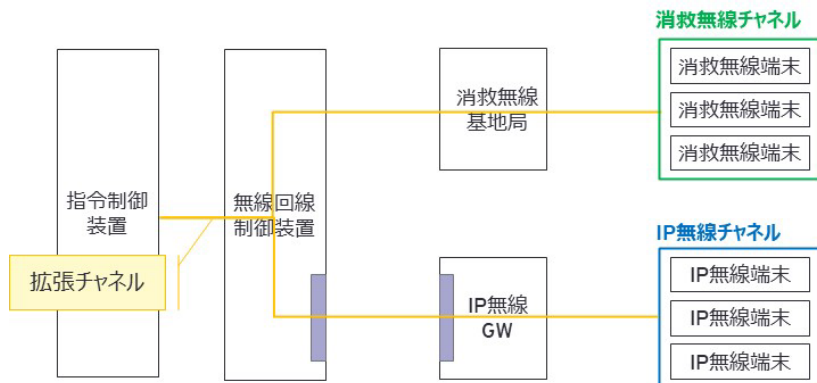 消救無線チャネル
消救無線端末
消救無線端末
消救無線端末
消救無線
基地局
指令制御
装置
無線回線
制御装置
拡張チャネル
IP無線チャネル
IP無線端末
IP無線端末
IP無線端末
IP無線
GW